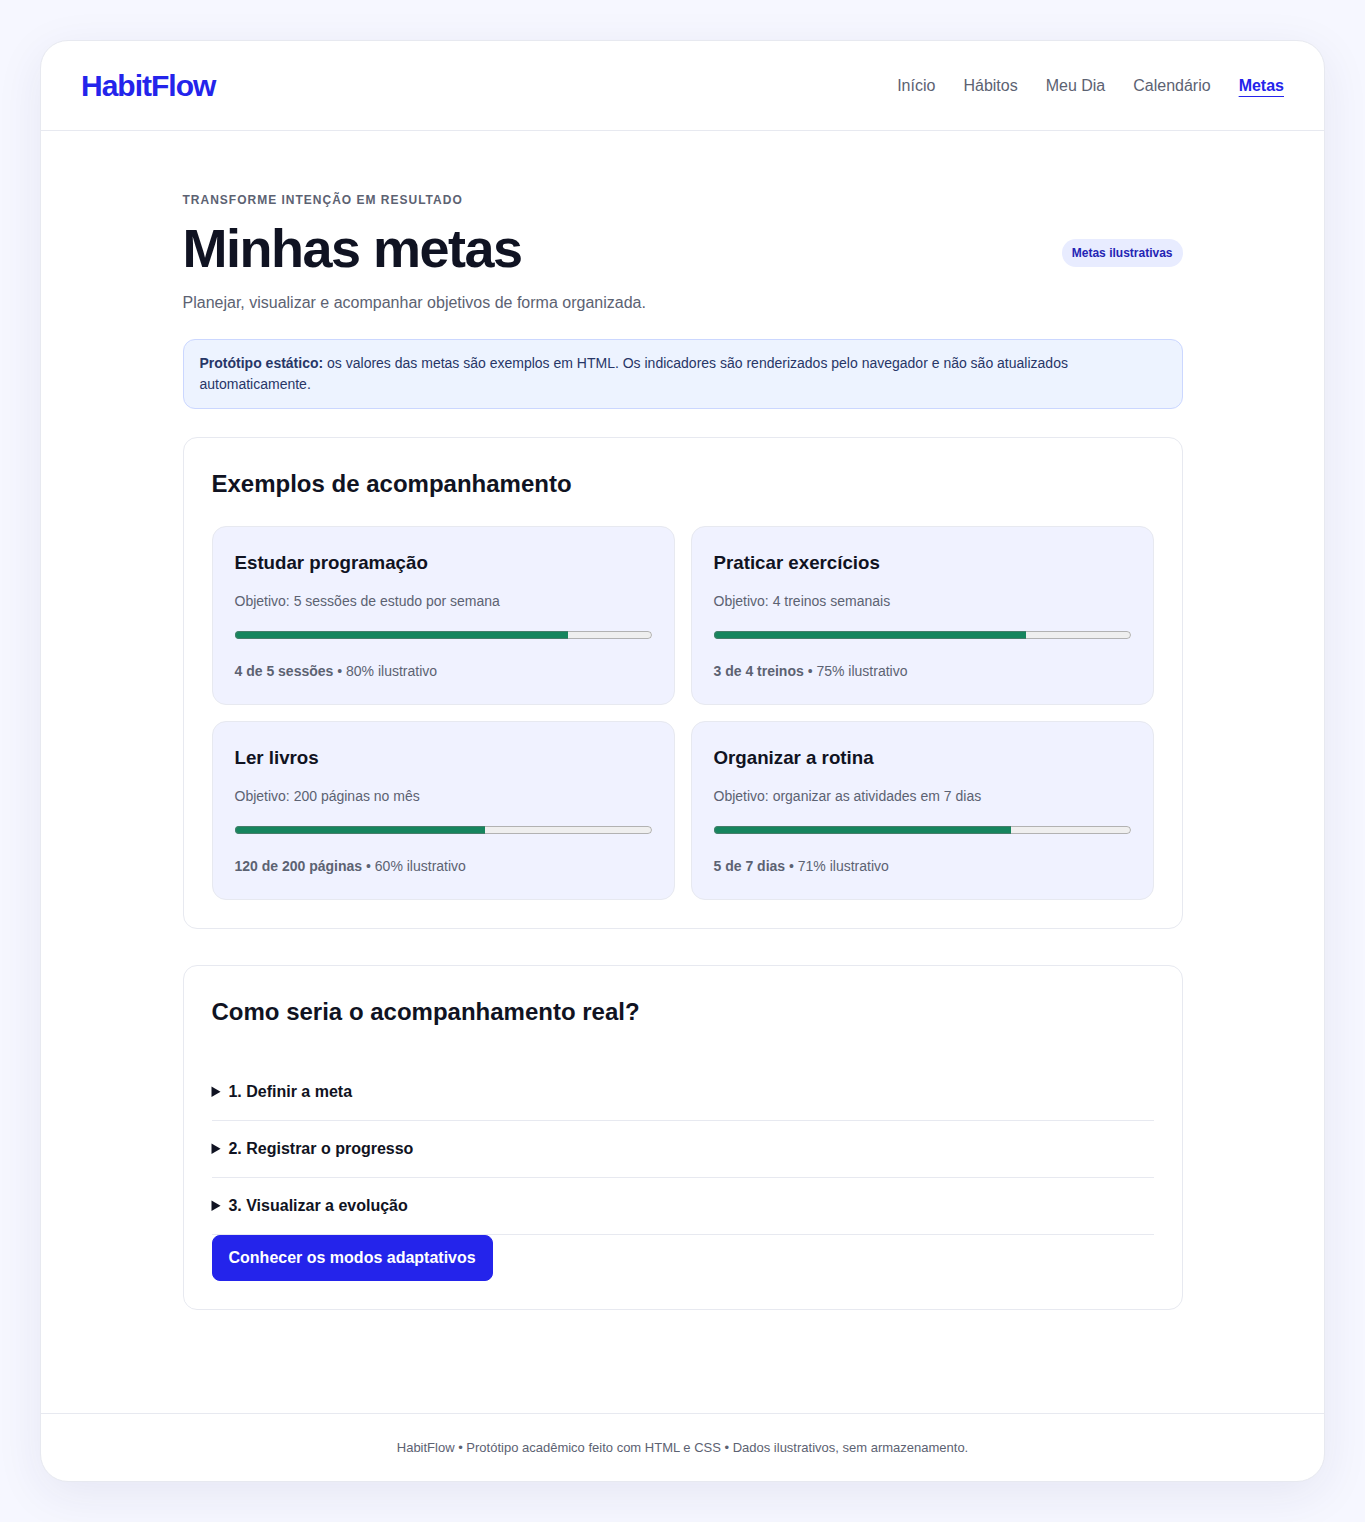 HabitFlow
Início Hábitos Meu Dia Calendário Metas
TRANSFORME INTENÇÃO EM RESULTADO
Minhas metas
Metas ilustrativas
Planejar, visualizar e acompanhar objetivos de forma organizada.
Protótipo estático: os valores das metas são exemplos em HTML. Os indicadores são renderizados pelo navegador e não são atualizados
automaticamente.
Exemplos de acompanhamento
Estudar programação
Objetivo: 5 sessões de estudo por semana
4 de 5 sessões • 80% ilustrativo
Praticar exercícios
Objetivo: 4 treinos semanais
3 de 4 treinos • 75% ilustrativo
Ler livros
Objetivo: 200 páginas no mês
120 de 200 páginas • 60% ilustrativo
Organizar a rotina
Objetivo: organizar as atividades em 7 dias
5 de 7 dias • 71% ilustrativo
Como seria o acompanhamento real?
1. Definir a meta
2. Registrar o progresso
3. Visualizar a evolução
Conhecer os modos adaptativos
HabitFlow • Protótipo acadêmico feito com HTML e CSS • Dados ilustrativos, sem armazenamento.